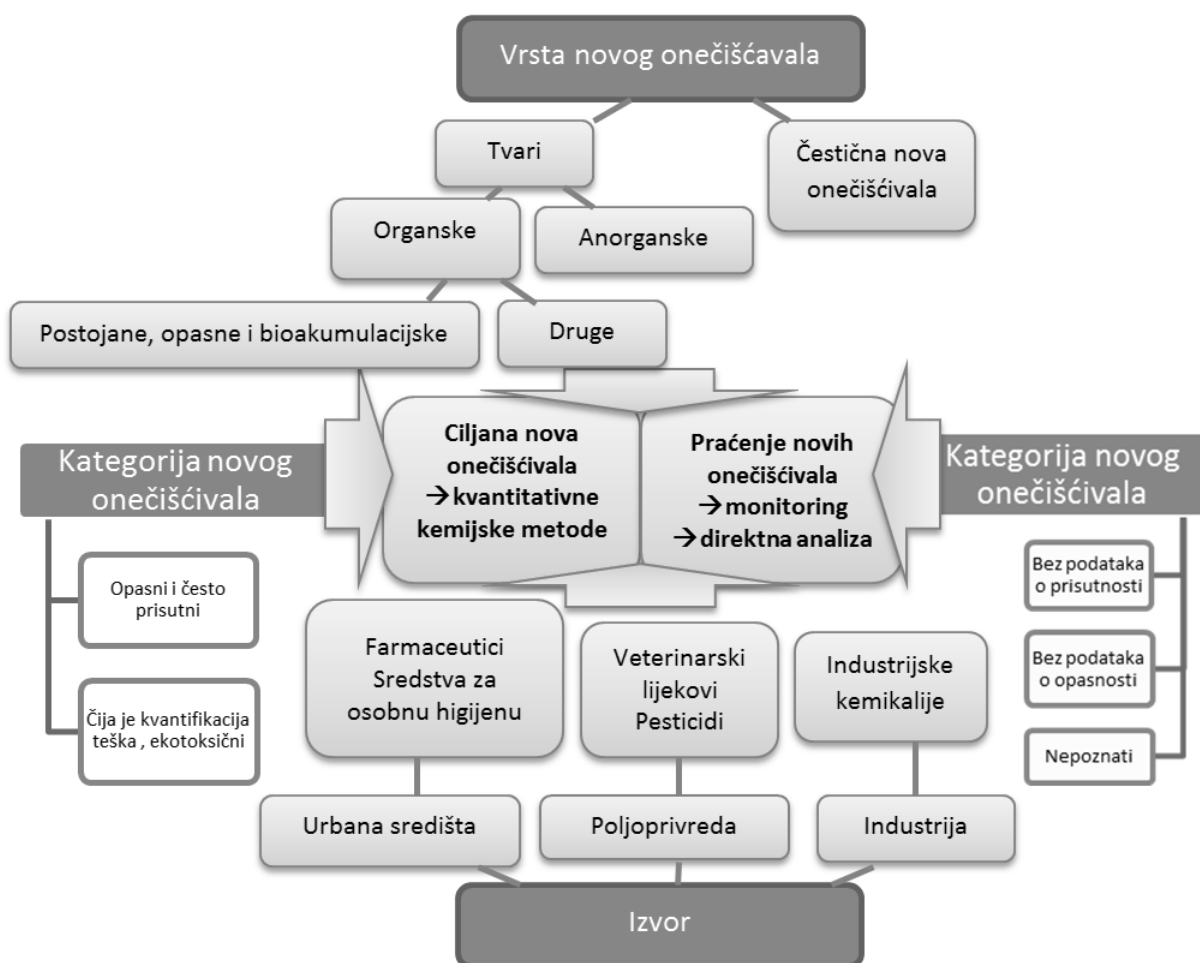 Vrsta novog onečišćavala
Tvari
Čestična nova
onečišćivala
Organske
Anorganske
Postojane, opasne i bioakumulacijske
Druge
Kategorija novog
onečišćivala
Opasni i često
prisutni
Čija je kvantifikacija
teška , ekotoksični
Ciljana nova
onečišćivala
→kvantitativne
kemijske metode
Praćenje novih
onečišćivala
→monitoring
→direktna analiza
Kategorija novog
onečišćivala
Bez podataka
o prisutnosti
Bez podataka
o opasnosti
Nepoznati
Farmaceutici
Sredstva za
osobnu higijenu
Veterinarski
lijekovi
Pesticidi
Industrijske
kemikalije
Urbana središta
Poljoprivreda
Industrija
Izvor